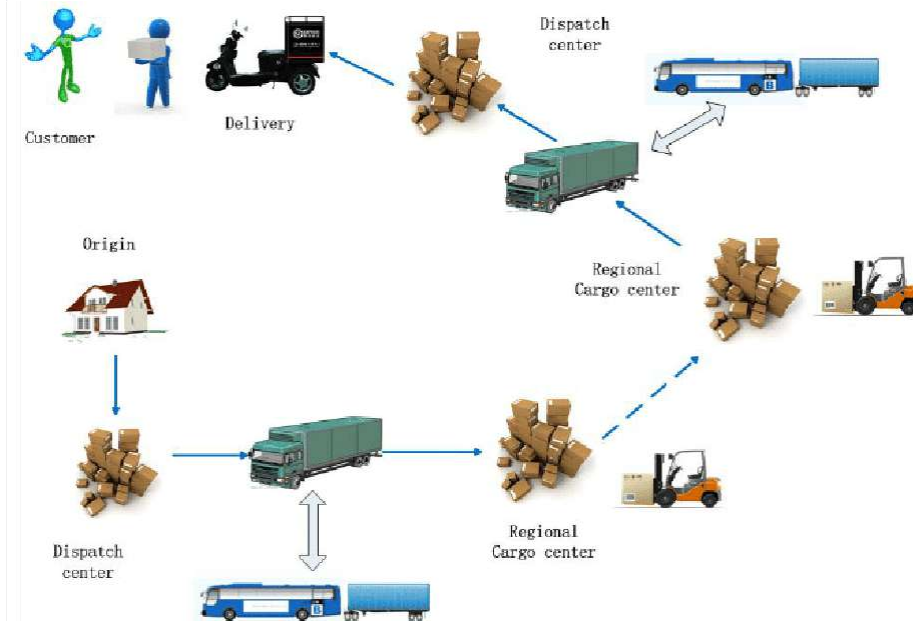 Dispatch
center
Customer
Delivery
Origin
Regional
Cargo center
Dispatch
center
Regional
Cargo center
B
B